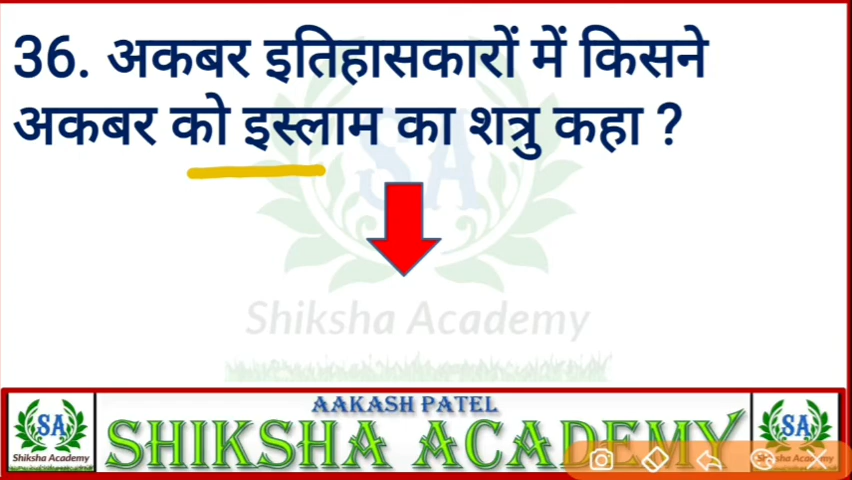 36. अकबर इतिहासकारों में किसने
अकबर को इस्लाम का शत्रु कहा ?
SA
Shiksha Academy
AAKASH PATEL
SHIKSHA ACADEMY
SA
Shiksha Academy
SA
Shiksha Academy